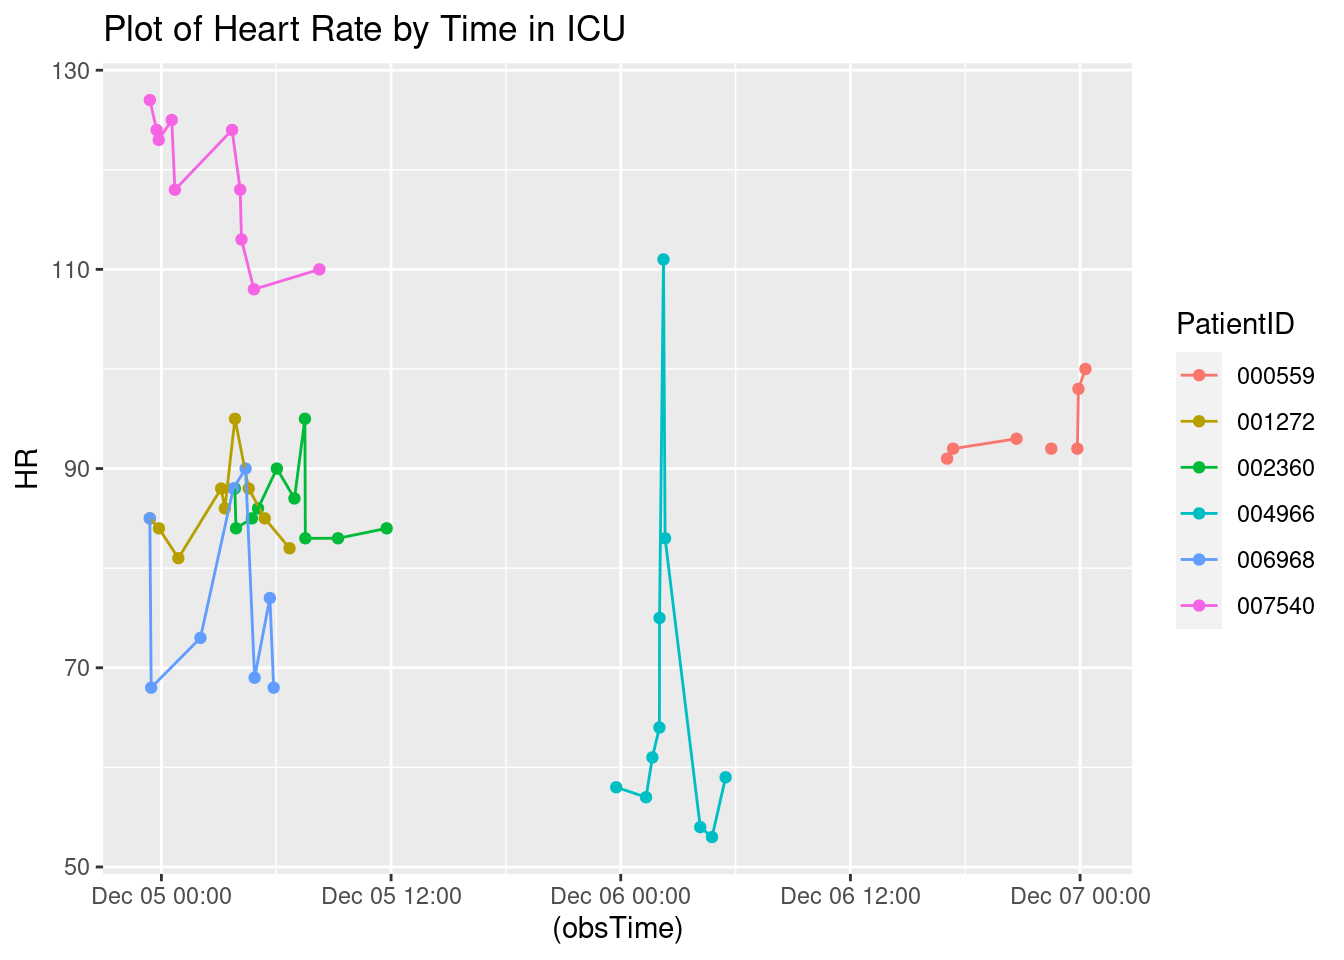 Plot of Heart Rate by Time in ICU
130
110
90
70
50
HR
Dec 05 00:00
Dec 05 12:00
Dec 06 00:00
Dec 06 12:00
Dec 07 00:00
(obsTime)
PatientID
000559
001272
002360
004966
006968
007540